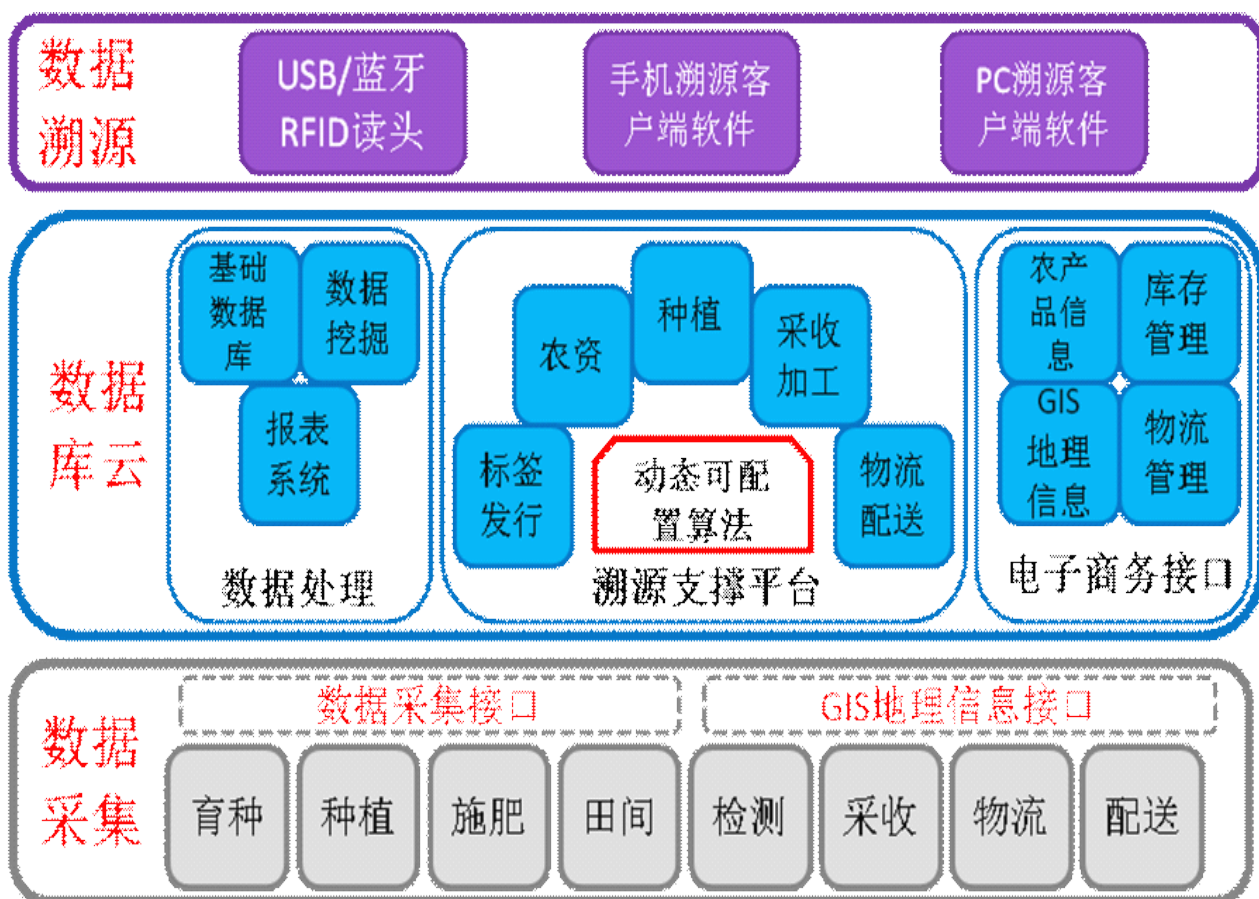 数据
溯源
USB/蓝牙
RFID读头
手机溯源客
户端软件
PC溯源客
户端软件
数据
库云
基础
数据
库
数据
挖掘
报表
系统
数据处理
标签
发行
农资
种植
采收
加工
物流
配送
动态可配
置算法
溯源支撑平台
农产
品信
息
库存
管理
GIS
地理
信息
物流
管理
电子商务接口
数据
采集
数据采集接口
GIS地理信息接口
育种
种植
施肥
田间
检测
采收
物流
配送